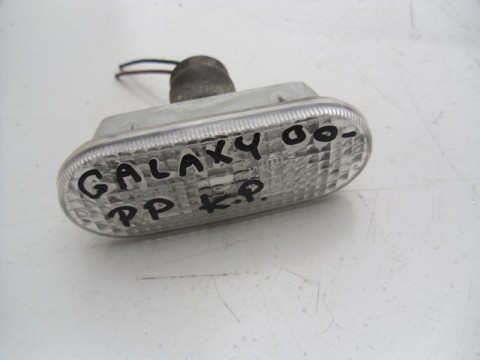 GALAXY 00-
PP K.P.